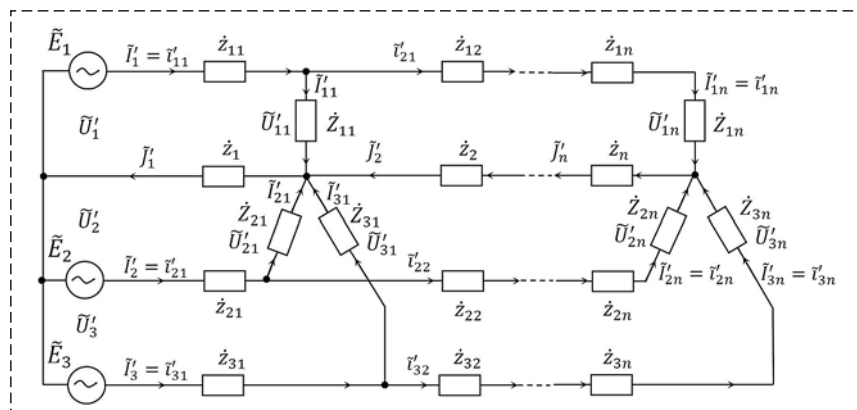 Ẽ₁ Ĩ′₁ = ĩ′₁₁ ż₁₁ ĩ′₂₁ ż₁₂ ż₁ₙ
Ĩ′₁₁ Ĩ′₁ₙ = ĩ′₁ₙ
Ũ′₁ Ũ′₁₁ Ż₁₁ Ũ′₁ₙ Ż₁ₙ
J̃′₁ ż₁ J̃′₂ ż₂ J̃′ₙ żₙ
Ĩ′₂₁ Ĩ′₃₁
Ũ′₂ Ż₂₁ Ż₃₁ Ż₂ₙ Ż₃ₙ
Ũ′₂₁ Ũ′₃₁ Ũ′₂ₙ Ũ′₃ₙ
Ẽ₂ Ĩ′₂ = ĩ′₂₁ ĩ′₂₂ Ĩ′₂ₙ = ĩ′₂ₙ Ĩ′₃ₙ = ĩ′₃ₙ
ż₂₁ ż₂₂ ż₂ₙ
Ũ′₃
Ẽ₃ Ĩ′₃ = ĩ′₃₁ ż₃₁ ĩ′₃₂ ż₃₂ ż₃ₙ